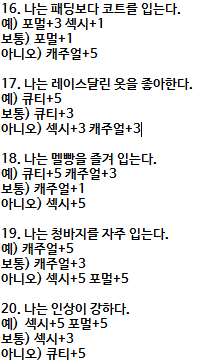 16. 나는 패딩보다 코트를 입는다.
예) 포멀+3 섹시+1
보통) 포멀+1
아니오) 캐주얼+5

17. 나는 레이스달린 옷을 좋아한다.
예) 큐티+5
보통) 큐티+3
아니오) 섹시+3 캐주얼+3

18. 나는 멜빵을 즐겨 입는다.
예) 큐티+5 캐주얼+3
보통) 캐주얼+1
아니오) 섹시+5

19. 나는 청바지를 자주 입는다.
예) 캐주얼+5
보통) 캐주얼+3
아니오) 섹시+5 포멀+5

20. 나는 인상이 강하다.
예)  섹시+5 포멀+5
보통) 섹시+3
아니오) 큐티+5